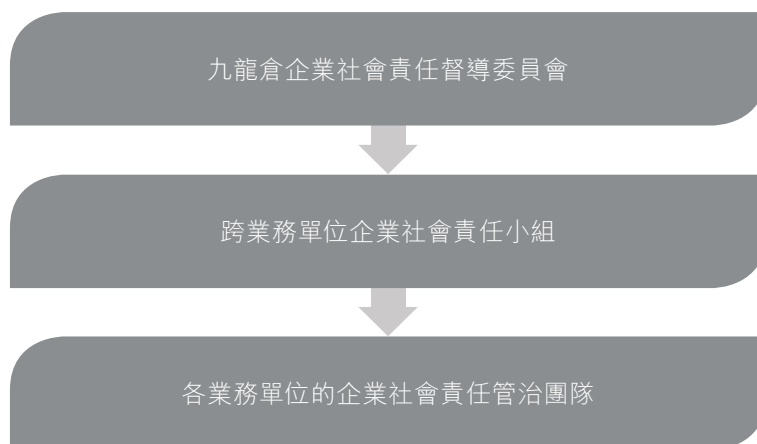 九龍倉企業社會責任督導委員會
跨業務單位企業社會責任小組
各業務單位的企業社會責任管治團隊